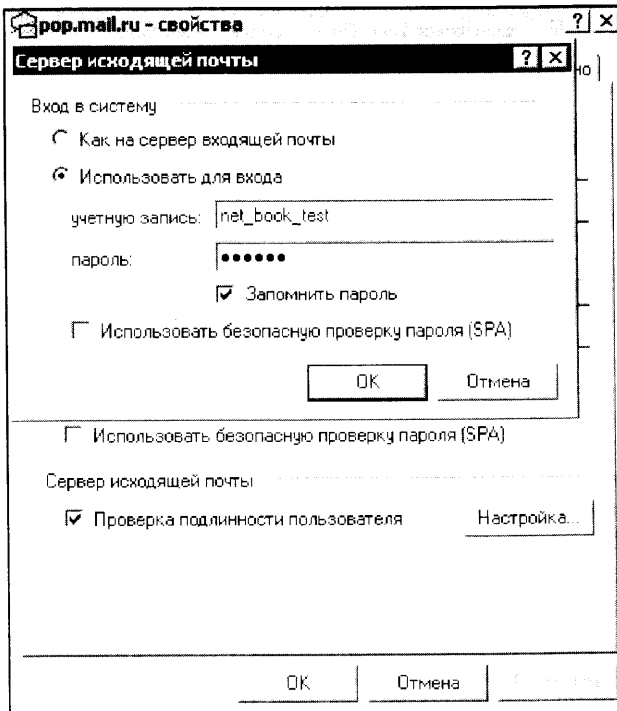 pop.mail.ru - свойства
Сервер исходящей почты
но
Вход в систему
Как на сервер входящей почты
Использовать для входа
учетную запись: net_book_test
пароль: ••••••
Запомнить пароль
Использовать безопасную проверку пароля (SPA)
OK Отмена
Использовать безопасную проверку пароля (SPA)
Сервер исходящей почты
Проверка подлинности пользователя Настройка...
OK Отмена